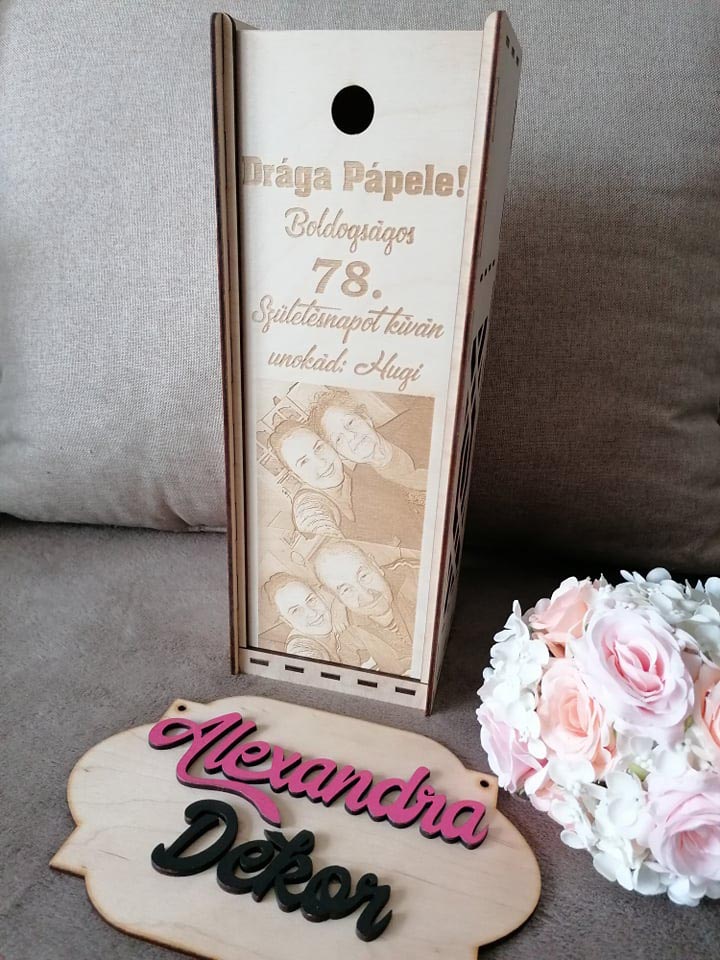 Drága Pápele!
Boldogságos
78.
Születésnapot kíván
unokád: Hugi
Alexandra
Dekor